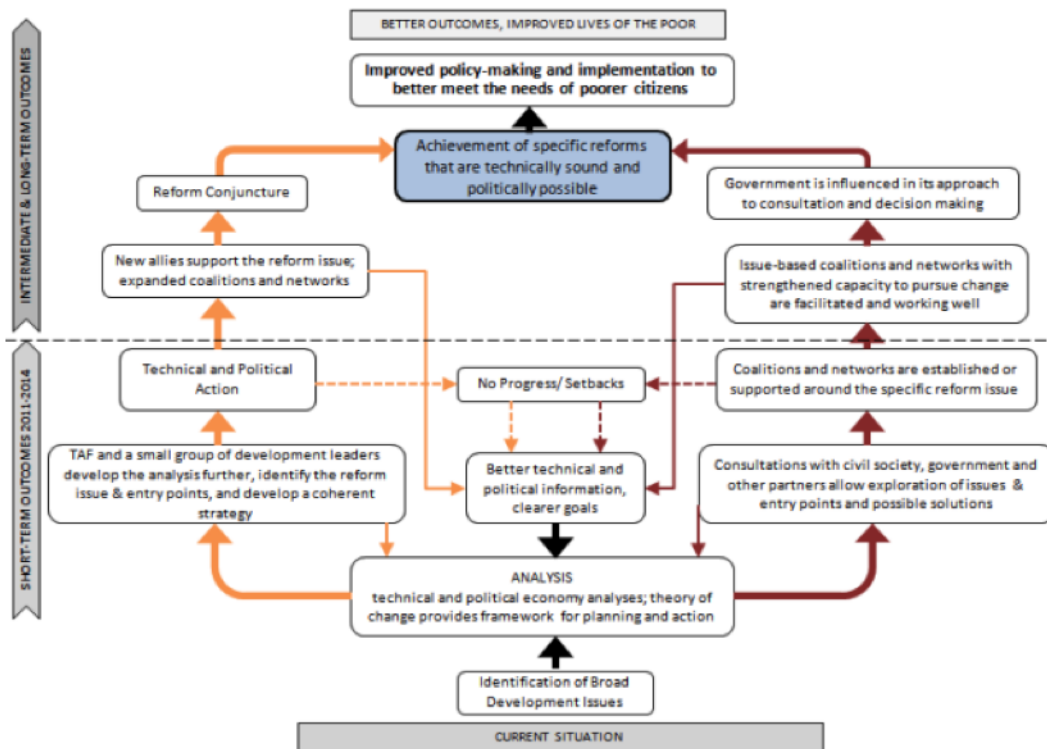 BETTER OUTCOMES, IMPROVED LIVES OF THE POOR
Improved policy-making and implementation to
better meet the needs of poorer citizens
Achievement of specific reforms
that are technically sound and
politically possible
Reform Conjuncture
Government is influenced in its approach
to consultation and decision making
New allies support the reform issue;
expanded coalitions and networks
Issue-based coalitions and networks with
strengthened capacity to pursue change
are facilitated and working well
INTERMEDIATE & LONG-TERM OUTCOMES
Technical and Political
Action
No Progress/ Setbacks
Coalitions and networks are established or
supported around the specific reform issue
TAF and a small group of development leaders
develop the analysis further, identify the reform
issue & entry points, and develop a coherent
strategy
Better technical and
political information,
clearer goals
Consultations with civil society, government and
other partners allow exploration of issues &
entry points and possible solutions
SHORT-TERM OUTCOMES 2011-2014
ANALYSIS
technical and political economy analyses; theory of
change provides framework for planning and action
Identification of Broad
Development Issues
CURRENT SITUATION